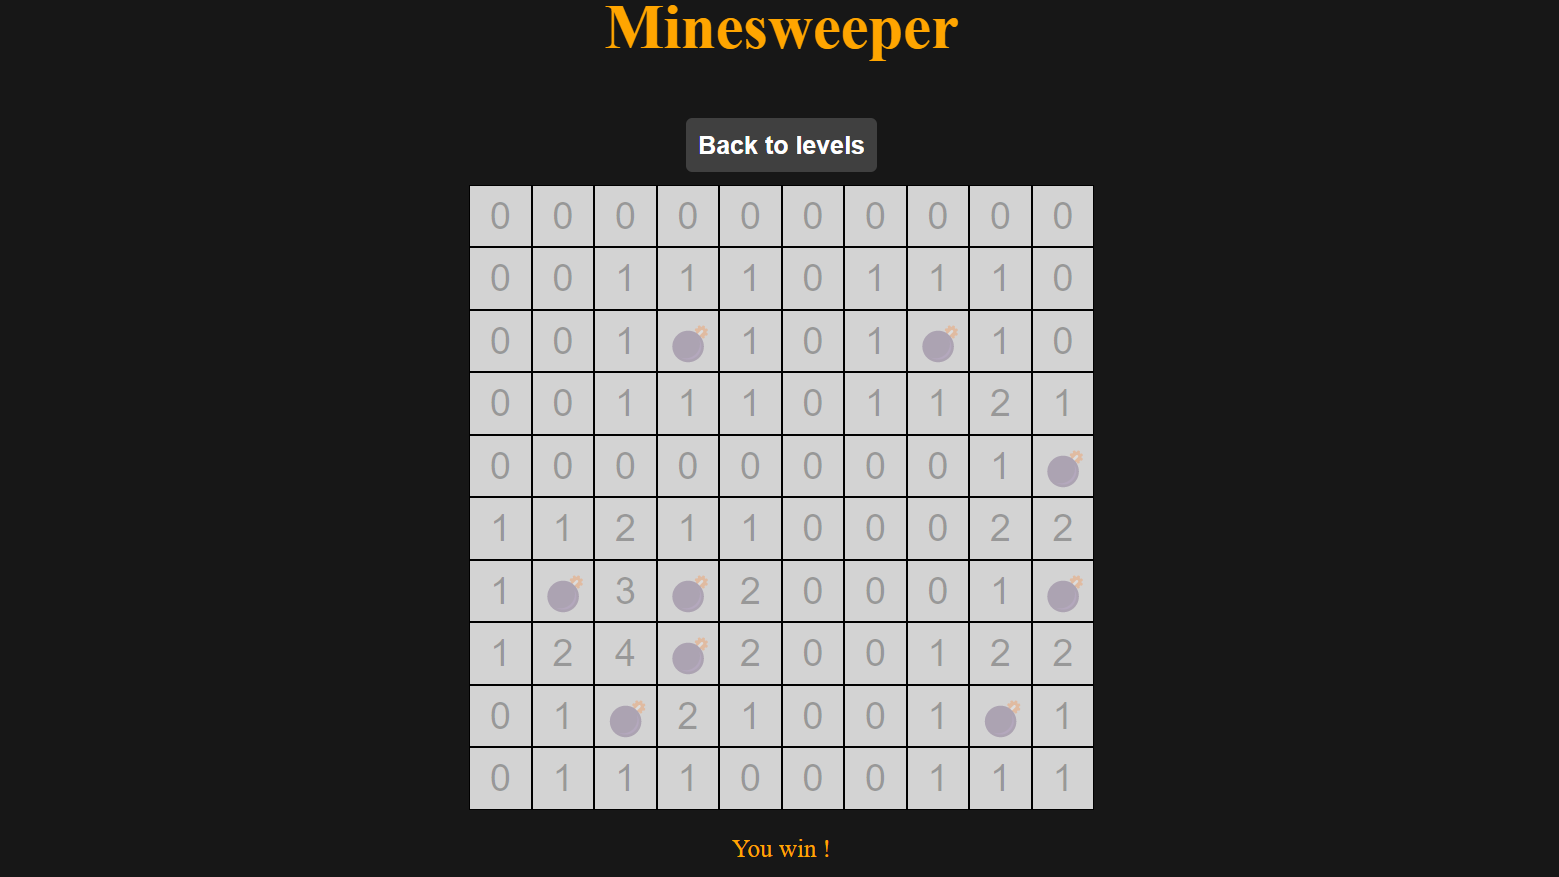 Minesweeper
Back to levels
0 0 0 0 0 0 0 0 0 0
0 0 1 1 1 0 1 1 1 0
0 0 1 1 0 1 1 0
0 0 1 1 1 0 1 1 2 1
0 0 0 0 0 0 0 0 1
1 1 2 1 1 0 0 0 2 2
1 3 2 0 0 0 1
1 2 4 2 0 0 1 2 2
0 1 2 1 0 0 1 1
0 1 1 1 0 0 0 1 1 1
You win !